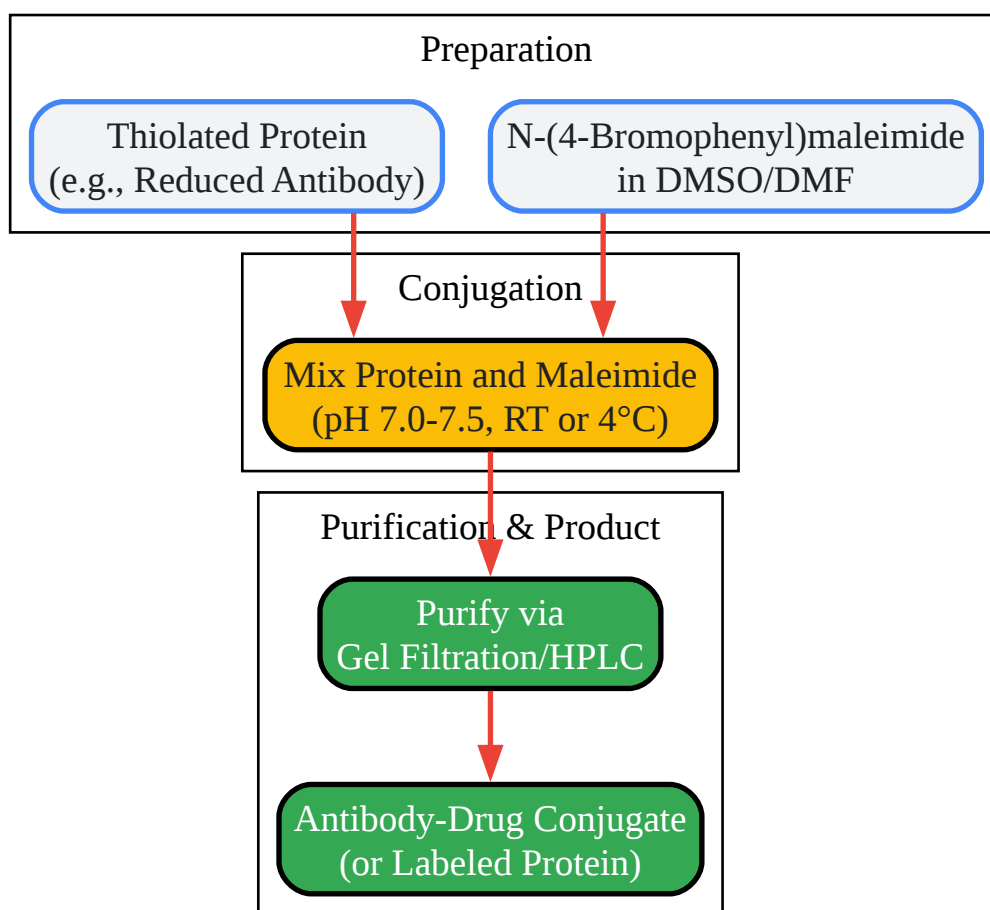 Preparation
Thiolated Protein
(e.g., Reduced Antibody)
N-(4-Bromophenyl)maleimide
in DMSO/DMF
Conjugation
Mix Protein and Maleimide
(pH 7.0-7.5, RT or 4°C)
Purification & Product
Purify via
Gel Filtration/HPLC
Antibody-Drug Conjugate
(or Labeled Protein)